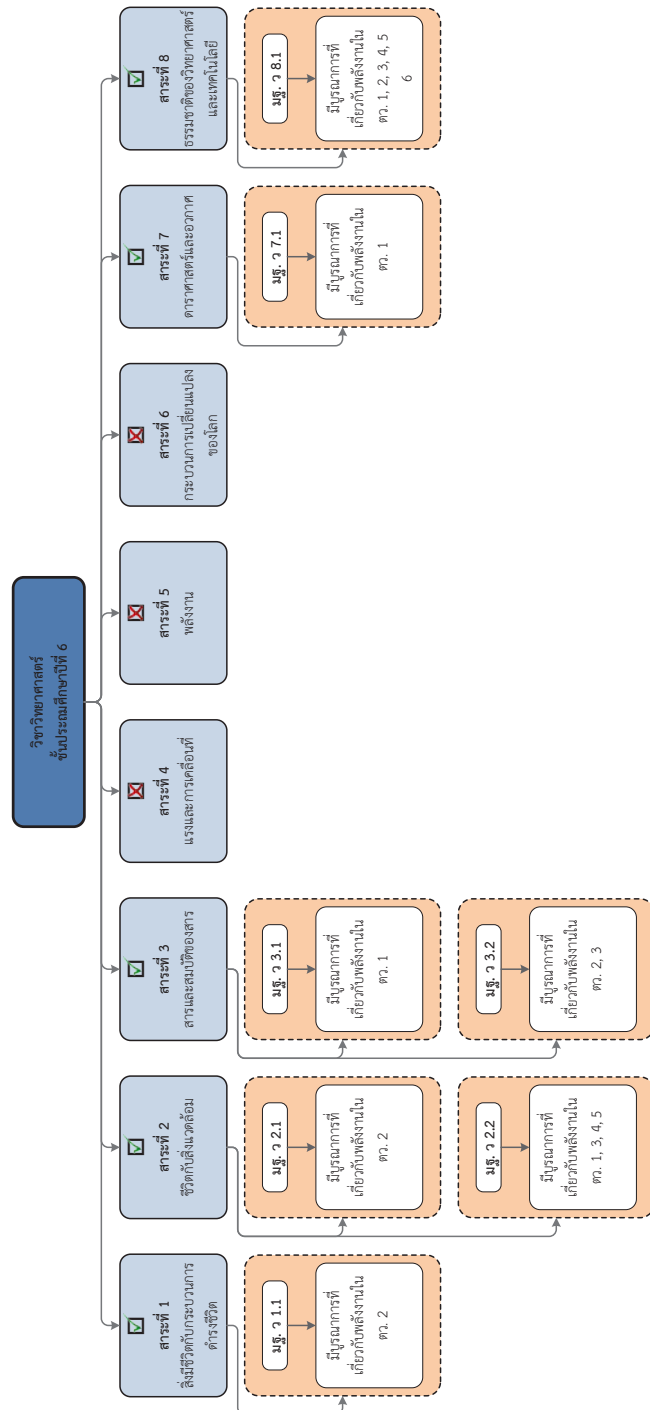 วิชาวิทยาศาสตร์
ชั้นประถมศึกษาปีที่ 6
สาระที่ 1
สิ่งมีชีวิตกับกระบวนการ
ดำรงชีวิต
มฐ. ว 1.1
มีบูรณาการที่
เกี่ยวกับพลังงานใน
ตว. 2
สาระที่ 2
ชีวิตกับสิ่งแวดล้อม
มฐ. ว 2.1
มีบูรณาการที่
เกี่ยวกับพลังงานใน
ตว. 2
มฐ. ว 2.2
มีบูรณาการที่
เกี่ยวกับพลังงานใน
ตว. 1, 3, 4, 5
สาระที่ 3
สารและสมบัติของสาร
มฐ. ว 3.1
มีบูรณาการที่
เกี่ยวกับพลังงานใน
ตว. 1
มฐ. ว 3.2
มีบูรณาการที่
เกี่ยวกับพลังงานใน
ตว. 2, 3
สาระที่ 4
แรงและการเคลื่อนที่
สาระที่ 5
พลังงาน
สาระที่ 6
กระบวนการเปลี่ยนแปลง
ของโลก
สาระที่ 7
ดาราศาสตร์และอวกาศ
มฐ. ว 7.1
มีบูรณาการที่
เกี่ยวกับพลังงานใน
ตว. 1
สาระที่ 8
ธรรมชาติของวิทยาศาสตร์
และเทคโนโลยี
มฐ. ว 8.1
มีบูรณาการที่
เกี่ยวกับพลังงานใน
ตว. 1, 2, 3, 4, 5
6